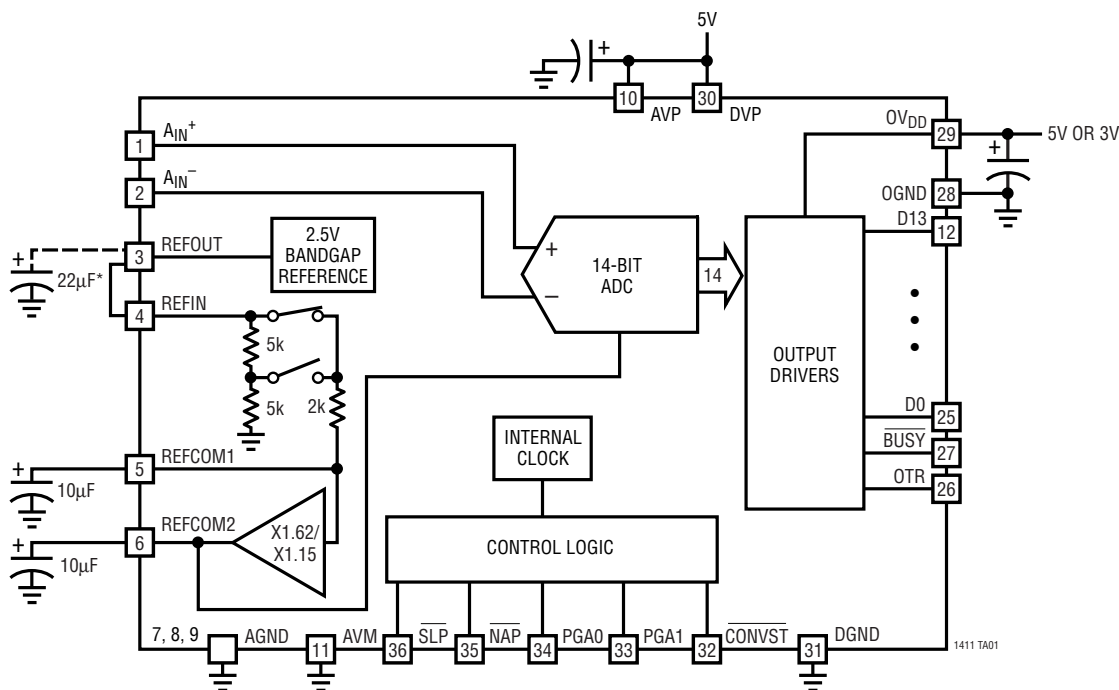 5V
10
30
AVP
DVP
OVDD
29
5V OR 3V
+
+
1
AIN+
2
AIN−
OGND
28
D13
12
+
3
REFOUT
22µF*
2.5V
BANDGAP
REFERENCE
+
−
14-BIT
ADC
14
4
REFIN
5k
5k
2k
OUTPUT
DRIVERS
D0
25
BUSY
27
OTR
26
INTERNAL
CLOCK
+
5
REFCOM1
10µF
+
6
REFCOM2
10µF
X1.62/
X1.15
CONTROL LOGIC
7, 8, 9
AGND
11
AVM
36
SLP
35
NAP
34
PGA0
33
PGA1
32
CONVST
31
DGND
1411 TA01